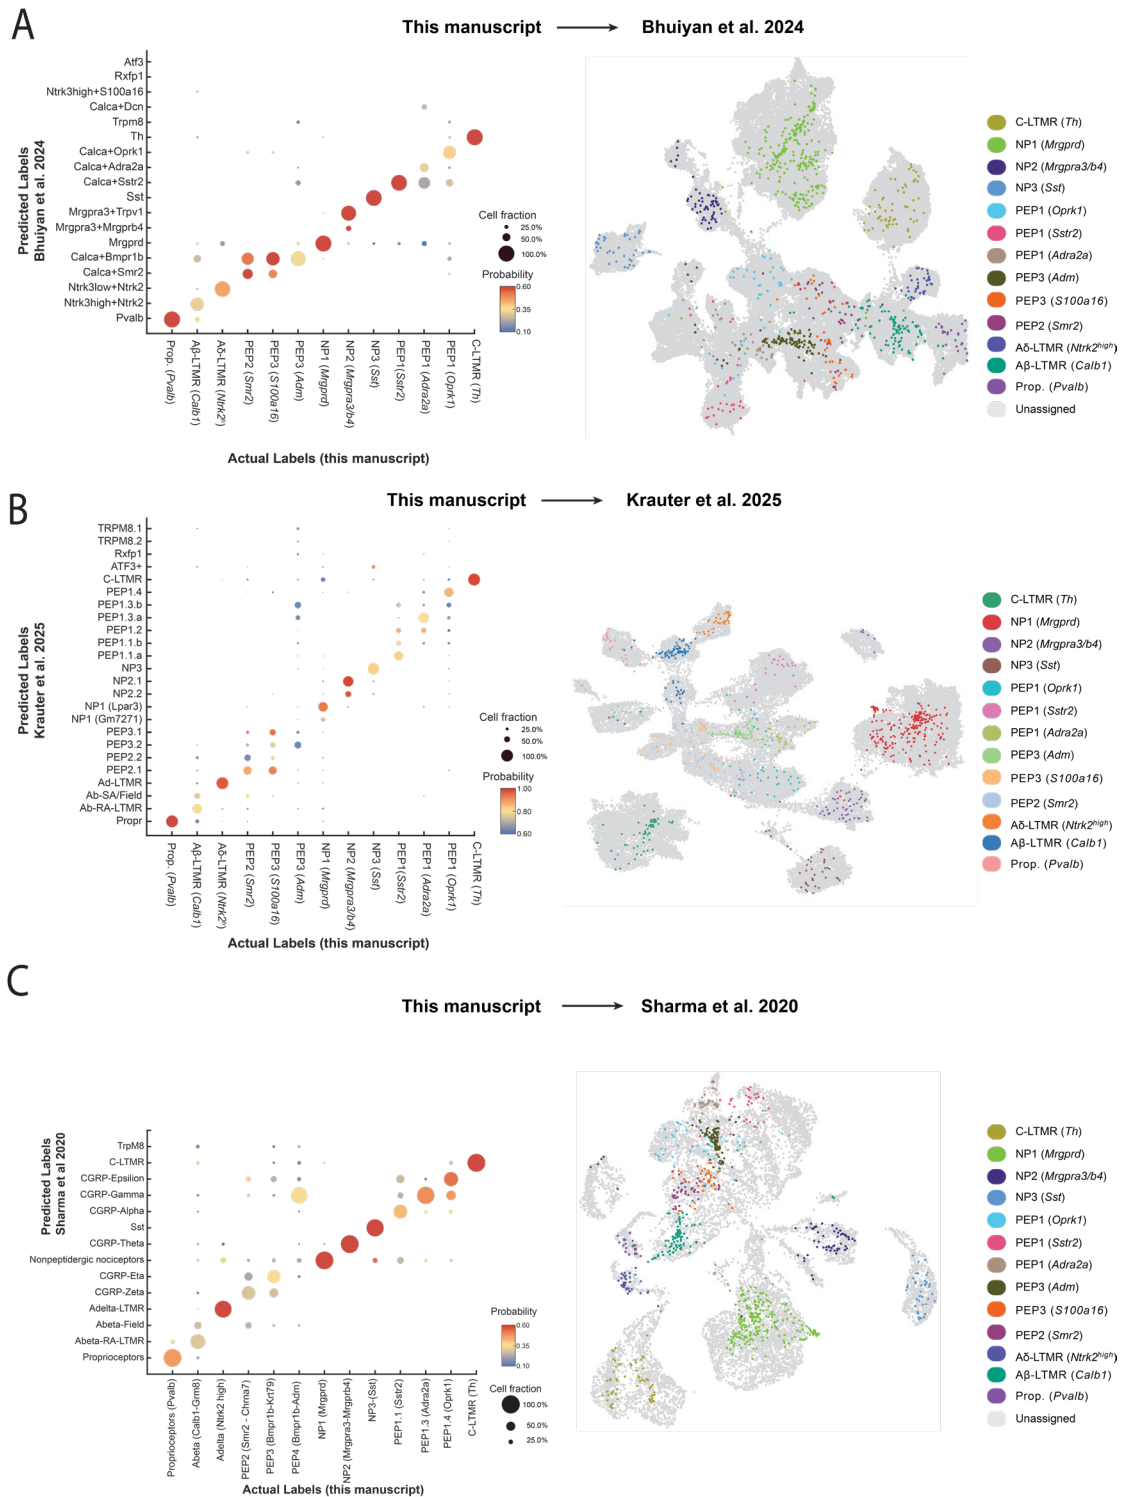 A
This manuscript
Bhuiyan et al. 2024
Predicted Labels
Bhuiyan et al. 2024
Atf3
Rxfp1
Ntrk3high+S100a16
Calca+Dcn
Trpm8
Th
Calca+Oprk1
Calca+Adra2a
Calca+Sstr2
Sst
Mrgpra3+Trpv1
Mrgpra3+Mrgprb4
Mrgprd
Calca+Bmpr1b
Calca+Smr2
Ntrk3low+Ntrk2
Ntrk3high+Ntrk2
Pvalb
Cell fraction
25.0%
50.0%
100.0%
Probability
0.60
0.35
0.10
Prop. (Pvalb)
Aβ-LTMR (Calb1)
Aδ-LTMR (Ntrk2h)
PEP2 (Smr2)
PEP3 (S100a16)
PEP3 (Adm)
NP1 (Mrgprd)
NP2 (Mrgpra3/b4)
NP3 (Sst)
PEP1(Sstr2)
PEP1 (Adra2a)
PEP1 (Oprk1)
C-LTMR (Th)
Actual Labels (this manuscript)
C-LTMR (Th)
NP1 (Mrgprd)
NP2 (Mrgpra3/b4)
NP3 (Sst)
PEP1 (Oprk1)
PEP1 (Sstr2)
PEP1 (Adra2a)
PEP3 (Adm)
PEP3 (S100a16)
PEP2 (Smr2)
Aδ-LTMR (Ntrk2high)
Aβ-LTMR (Calb1)
Prop. (Pvalb)
Unassigned
B
This manuscript
Krauter et al. 2025
Predicted Labels
Krauter et al. 2025
TRPM8.1
TRPM8.2
Rxfp1
ATF3+
C-LTMR
PEP1.4
PEP1.3.b
PEP1.3.a
PEP1.2
PEP1.1.b
PEP1.1.a
NP3
NP2.1
NP2.2
NP1 (Lpar3)
NP1 (Gm7271)
PEP3.1
PEP3.2
PEP2.2
PEP2.1
Ad-LTMR
Ab-SA/Field
Ab-RA-LTMR
Propr
Cell fraction
25.0%
50.0%
100.0%
Probability
1.00
0.80
0.60
Prop. (Pvalb)
Aβ-LTMR (Calb1)
Aδ-LTMR (Ntrk2h)
PEP2 (Smr2)
PEP3 (S100a16)
PEP3 (Adm)
NP1 (Mrgprd)
NP2 (Mrgpra3/b4)
NP3 (Sst)
PEP1(Sstr2)
PEP1 (Adra2a)
PEP1 (Oprk1)
C-LTMR (Th)
Actual Labels (this manuscript)
C-LTMR (Th)
NP1 (Mrgprd)
NP2 (Mrgpra3/b4)
NP3 (Sst)
PEP1 (Oprk1)
PEP1 (Sstr2)
PEP1 (Adra2a)
PEP3 (Adm)
PEP3 (S100a16)
PEP2 (Smr2)
Aδ-LTMR (Ntrk2high)
Aβ-LTMR (Calb1)
Prop. (Pvalb)
C
This manuscript
Sharma et al. 2020
Predicted Labels
Sharma et al 2020
TrpM8
C-LTMR
CGRP-Epsilon
CGRP-Gamma
CGRP-Alpha
Sst
CGRP-Theta
Nonpeptidergic nociceptors
CGRP-Eta
CGRP-Zeta
Adelta-LTMR
Abeta-Field
Abeta-RA-LTMR
Proprioceptors
Probability
0.60
0.35
0.10
Cell fraction
100.0%
50.0%
25.0%
Proprioceptors (Pvalb)
Abeta (Calb1-Grm8)
Adelta (Ntrk2 high)
PEP2 (Smr2 - Chrna7)
PEP3 (Bmpr1b-Krt79)
PEP4 (Bmpr1b-Adm)
NP1 (Mrgprd)
NP2 (Mrgpra3-Mrgprb4)
NP3-(Sst)
PEP1.1 (Sstr2)
PEP1.3 (Adra2a)
PEP1.4 (Oprk1)
C-LTMR (Th)
Actual Labels (this manuscript)
C-LTMR (Th)
NP1 (Mrgprd)
NP2 (Mrgpra3/b4)
NP3 (Sst)
PEP1 (Oprk1)
PEP1 (Sstr2)
PEP1 (Adra2a)
PEP3 (Adm)
PEP3 (S100a16)
PEP2 (Smr2)
Aδ-LTMR (Ntrk2high)
Aβ-LTMR (Calb1)
Prop. (Pvalb)
Unassigned